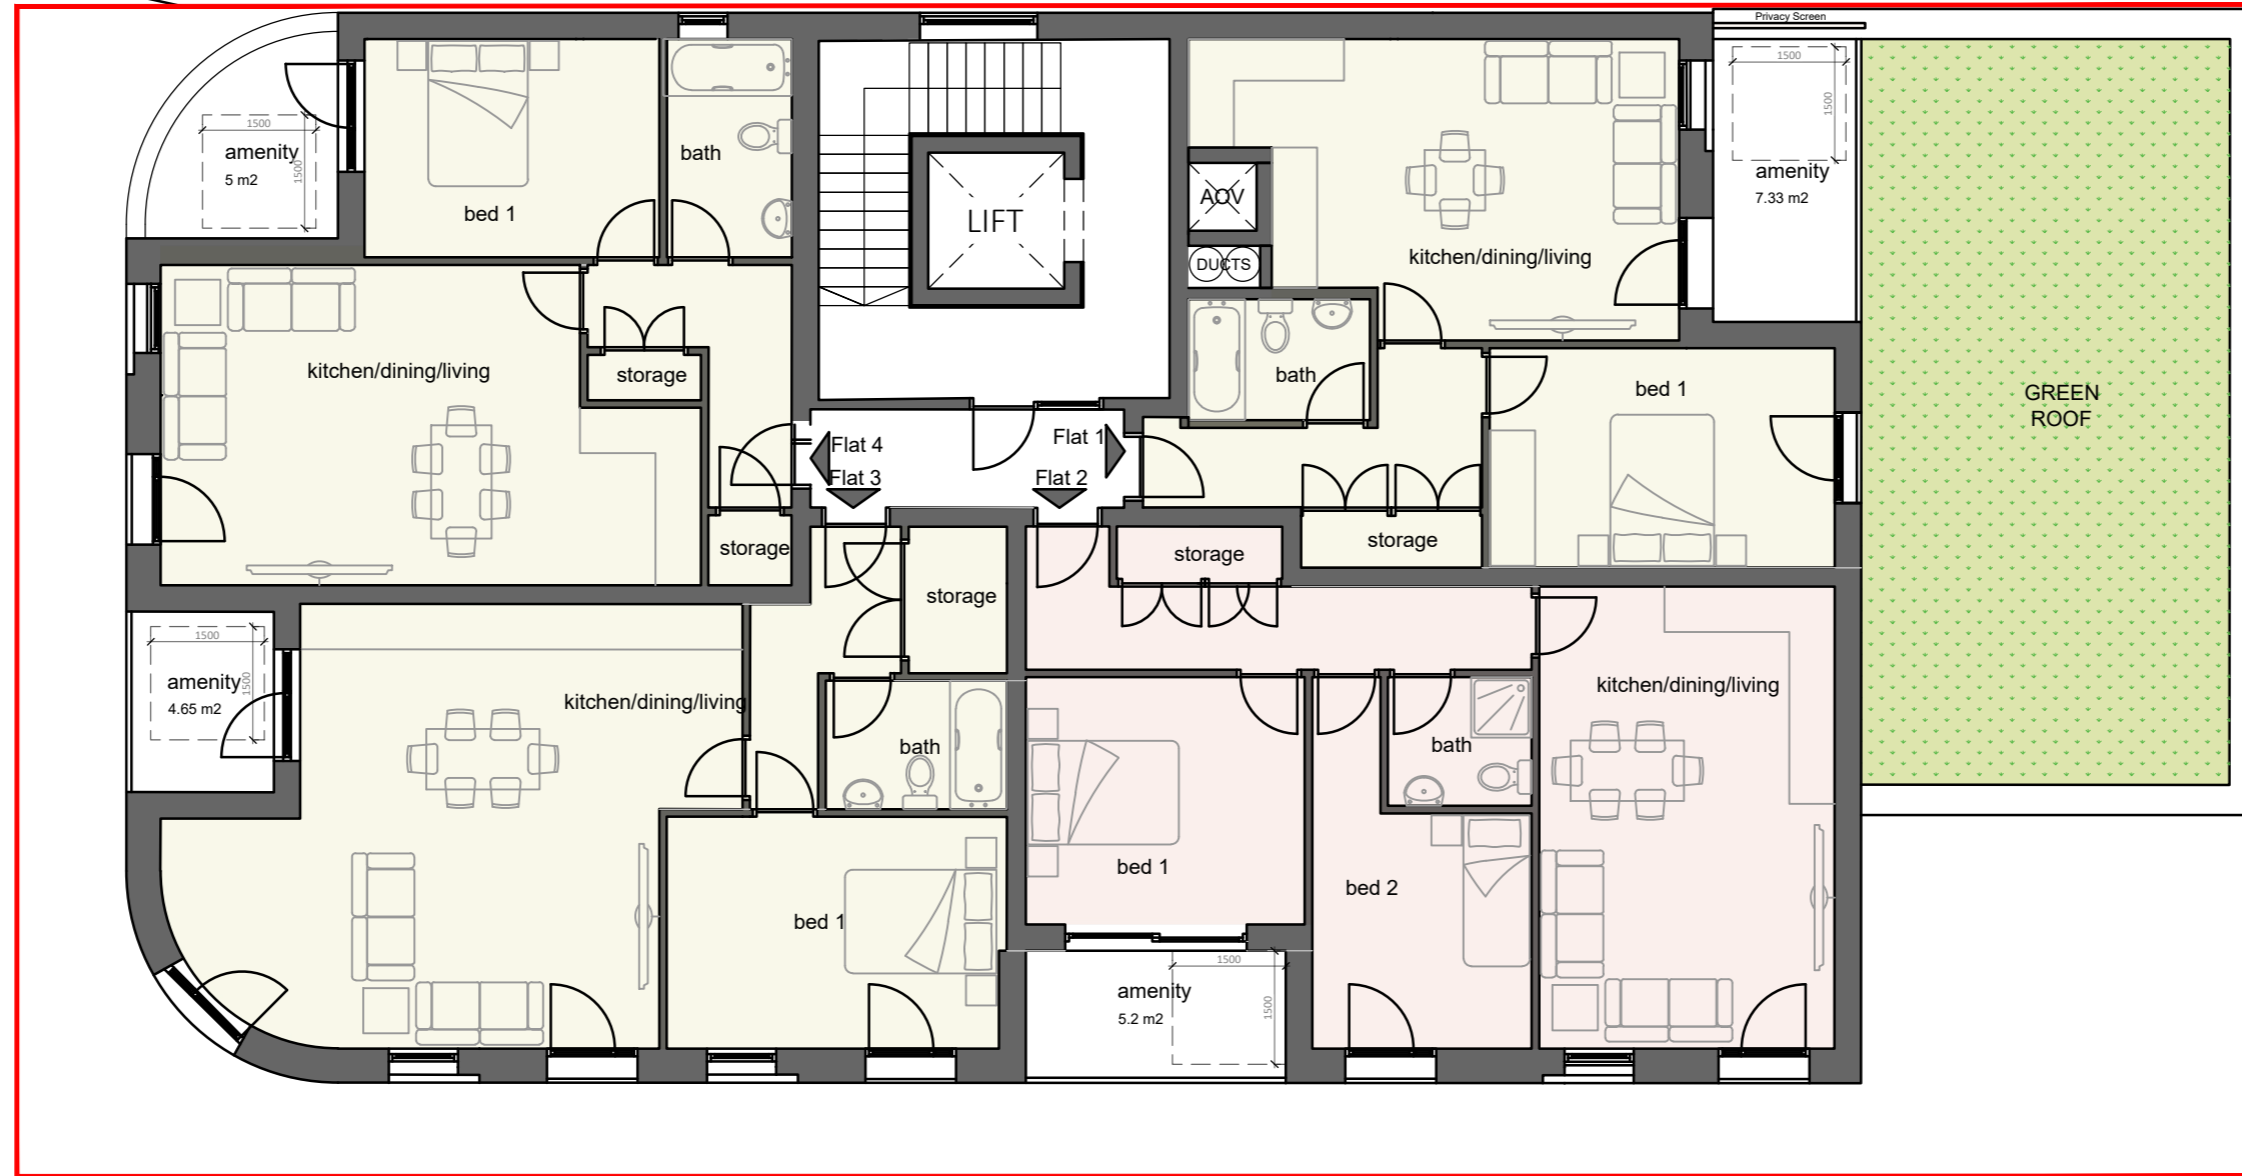 Privacy Screen
1500
1500
amenity
7.33 m2
1500
amenity
5 m2
1500
bed 1
bath
LIFT
AOV
DUCTS
kitchen/dining/living
kitchen/dining/living
storage
bath
bed 1
GREEN
ROOF
Flat 4
Flat 3
Flat 1
Flat 2
storage
storage
storage
storage
1500
amenity
4.65 m2
1500
kitchen/dining/living
bath
bed 1
bed 1
bath
bed 2
kitchen/dining/living
1500
amenity
5.2 m2
1500